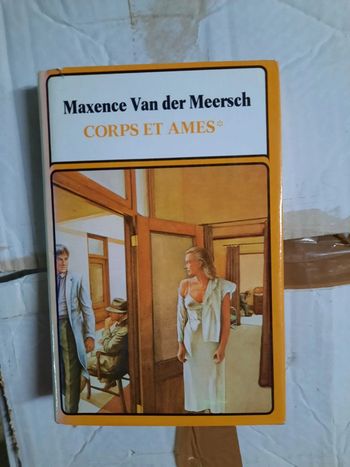 Maxence Van der Meersch
CORPS ET AMES*